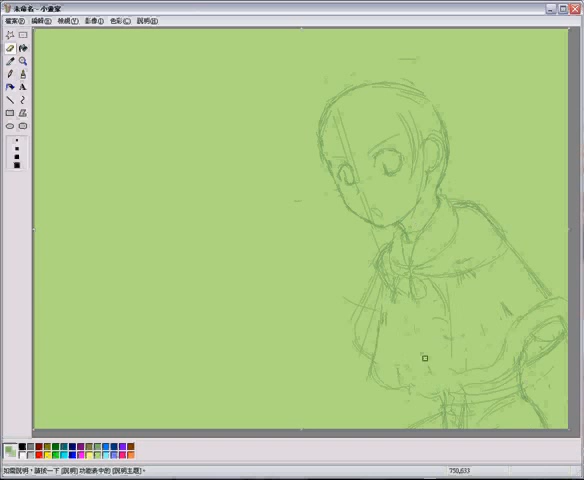 未命名 - 小畫家
檔案(F) 編輯(E) 檢視(V) 影像(I) 色彩(C) 說明(H)
A
如需說明，請按一下 [說明] 功能表中的 [說明主題]。 750,633